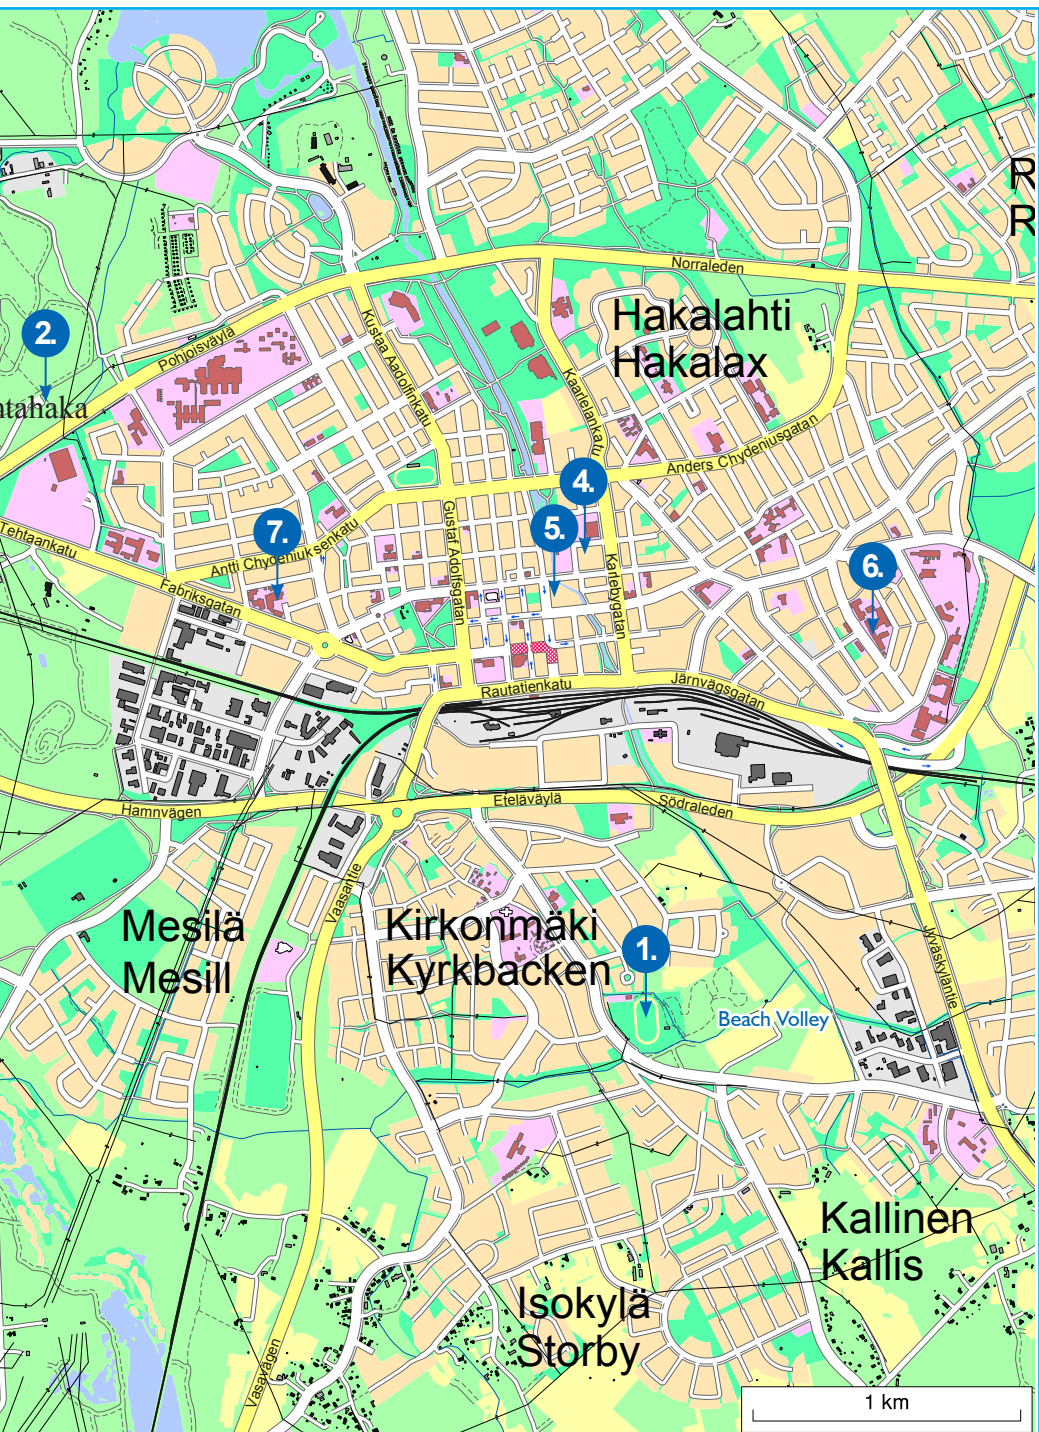 R
R
Norraleden
Hakalahti
Hakalax
2.
Pohjoisväylä
Kustaa Aadolfinkatu
Kaarlelankatu
Anders Chydeniusgatan
4.
5.
7.
6.
Tehtaankatu
Antti Chydeniuksenkatu
Gustaf Adolfsgatan
Karlebygatan
Fabriksgatan
Rautatienkatu
Järnvägsgatan
Hamnvägen
Eteläväylä
Södraleden
Vaasantie
Mesilä
Mesill
Kirkonmäki
Kyrkbacken
1.
Jyväskyläntie
Beach Volley
Kallinen
Kallis
Isokylä
Storby
Vasavägen
1 km